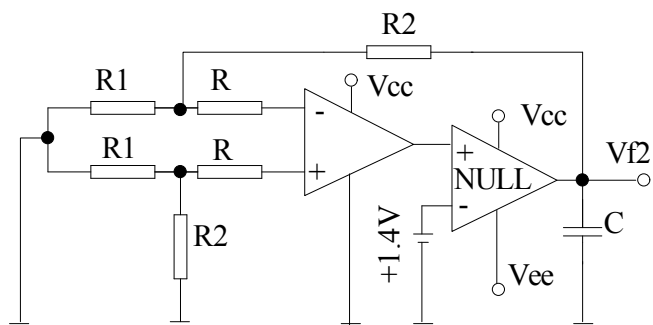 R2
R1
R
Vcc
Vcc
-
R1
R
+
+
NULL
-
Vf2
R2
+1.4V
C
Vee